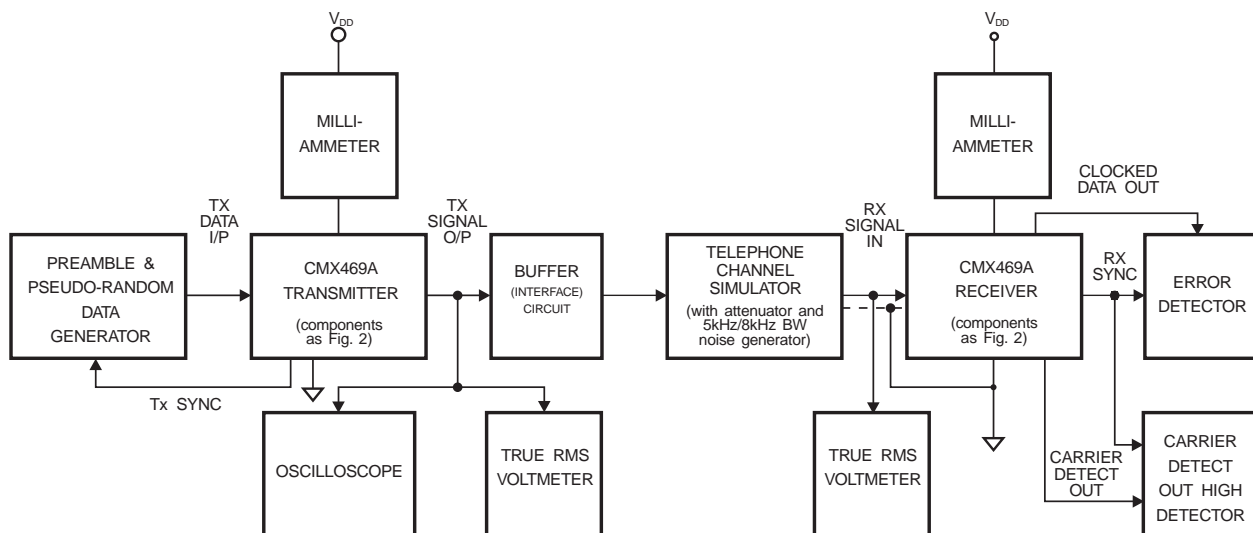 VDD
MILLI-
AMMETER
TX
DATA
I/P
TX
SIGNAL
O/P
PREAMBLE &
PSEUDO-RANDOM
DATA
GENERATOR
CMX469A
TRANSMITTER
(components
as Fig. 2)
BUFFER
(INTERFACE)
CIRCUIT
Tx SYNC
OSCILLOSCOPE
TRUE RMS
VOLTMETER
VDD
MILLI-
AMMETER
CLOCKED
DATA OUT
RX
SIGNAL
IN
TELEPHONE
CHANNEL
SIMULATOR
(with attenuator and
5kHz/8kHz BW
noise generator)
CMX469A
RECEIVER
(components
as Fig. 2)
RX
SYNC
ERROR
DETECTOR
TRUE RMS
VOLTMETER
CARRIER
DETECT
OUT
CARRIER
DETECT
OUT HIGH
DETECTOR